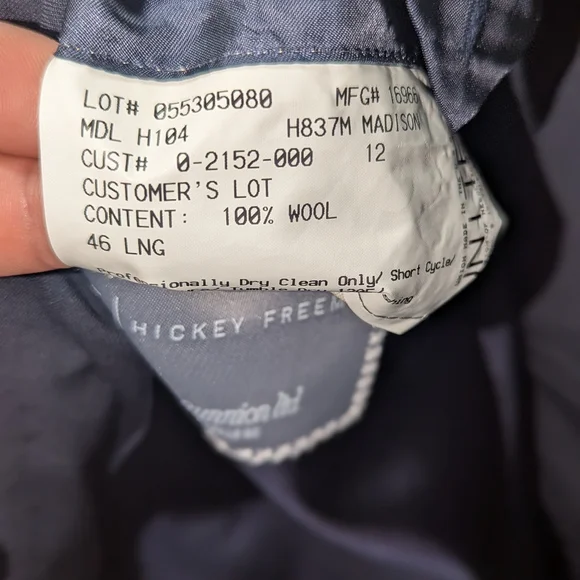 LOT# 055305080 MFG# 16966
MDL H104 H837M MADISON
CUST# 0-2152-000 12
CUSTOMER'S LOT
CONTENT: 100% WOOL
46 LNG
Professionally Dry Clean Only/ Short Cycle/
HICKEY FREEM
ltd